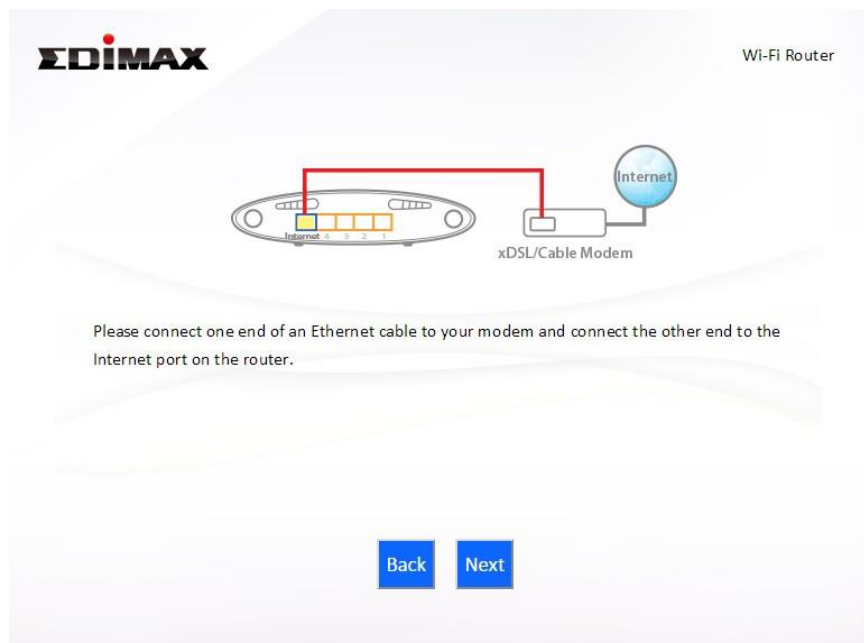 EDIMAX
Wi-Fi Router
Internet
Internet 4 3 2 1
xDSL/Cable Modem
Please connect one end of an Ethernet cable to your modem and connect the other end to the
Internet port on the router.
Back Next